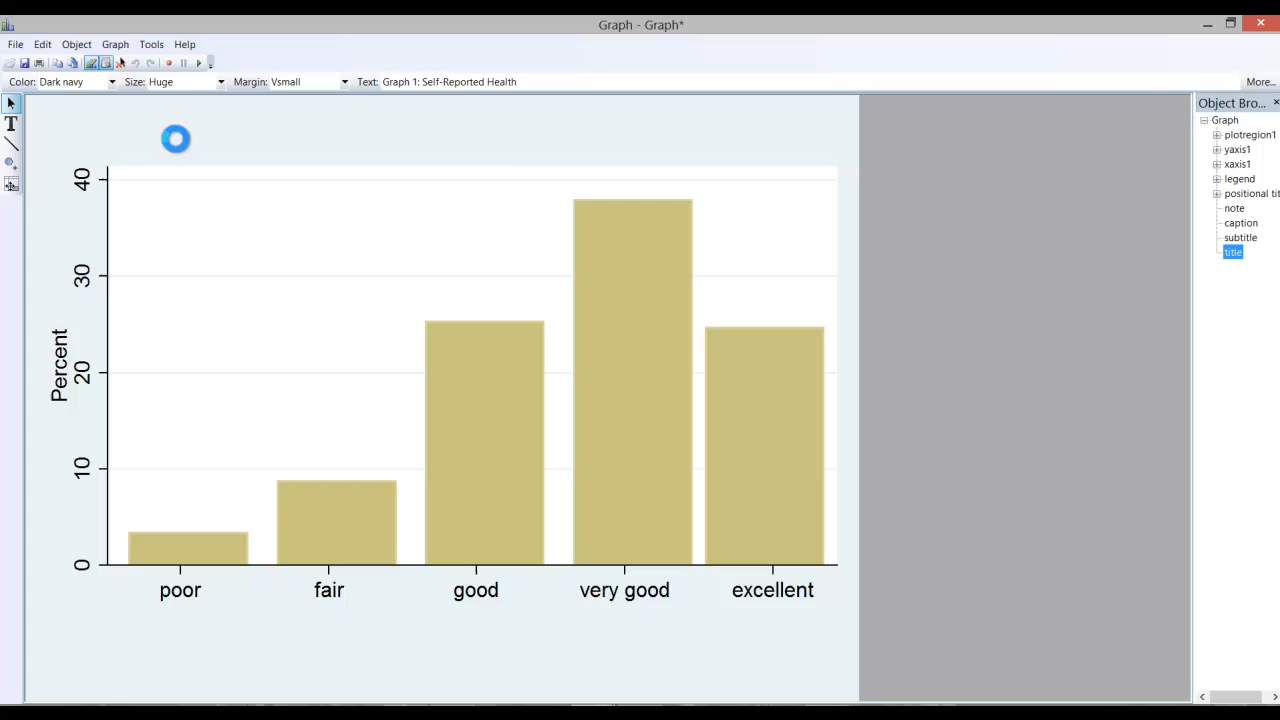 Graph - Graph*
File Edit Object Graph Tools Help
Color: Dark navy Size: Huge Margin: Vsmall Text: Graph 1: Self-Reported Health More...
T
Object Bro...
Graph
plotregion1
yaxis1
xaxis1
legend
positional tit
note
caption
subtitle
title
40
30
20
10
0
Percent
poor fair good very good excellent